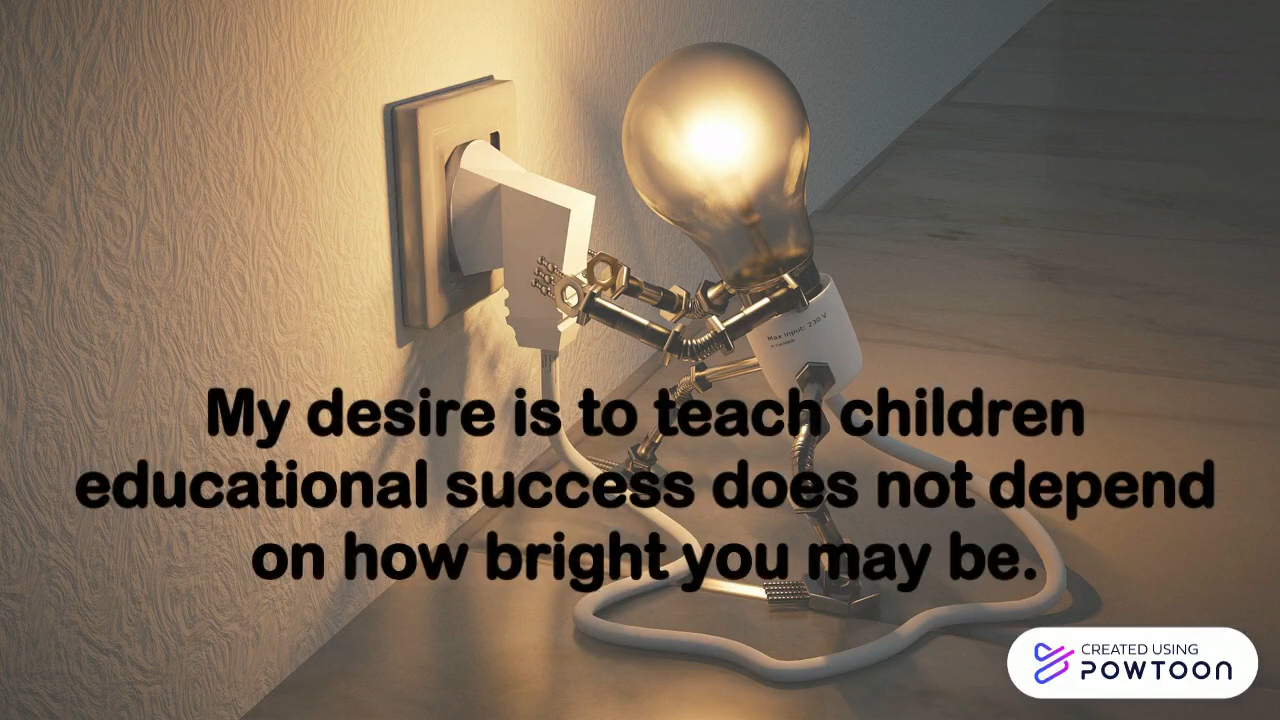 Max input: 230 V
My desire is to teach children
educational success does not depend
on how bright you may be.
CREATED USING
POWTOON